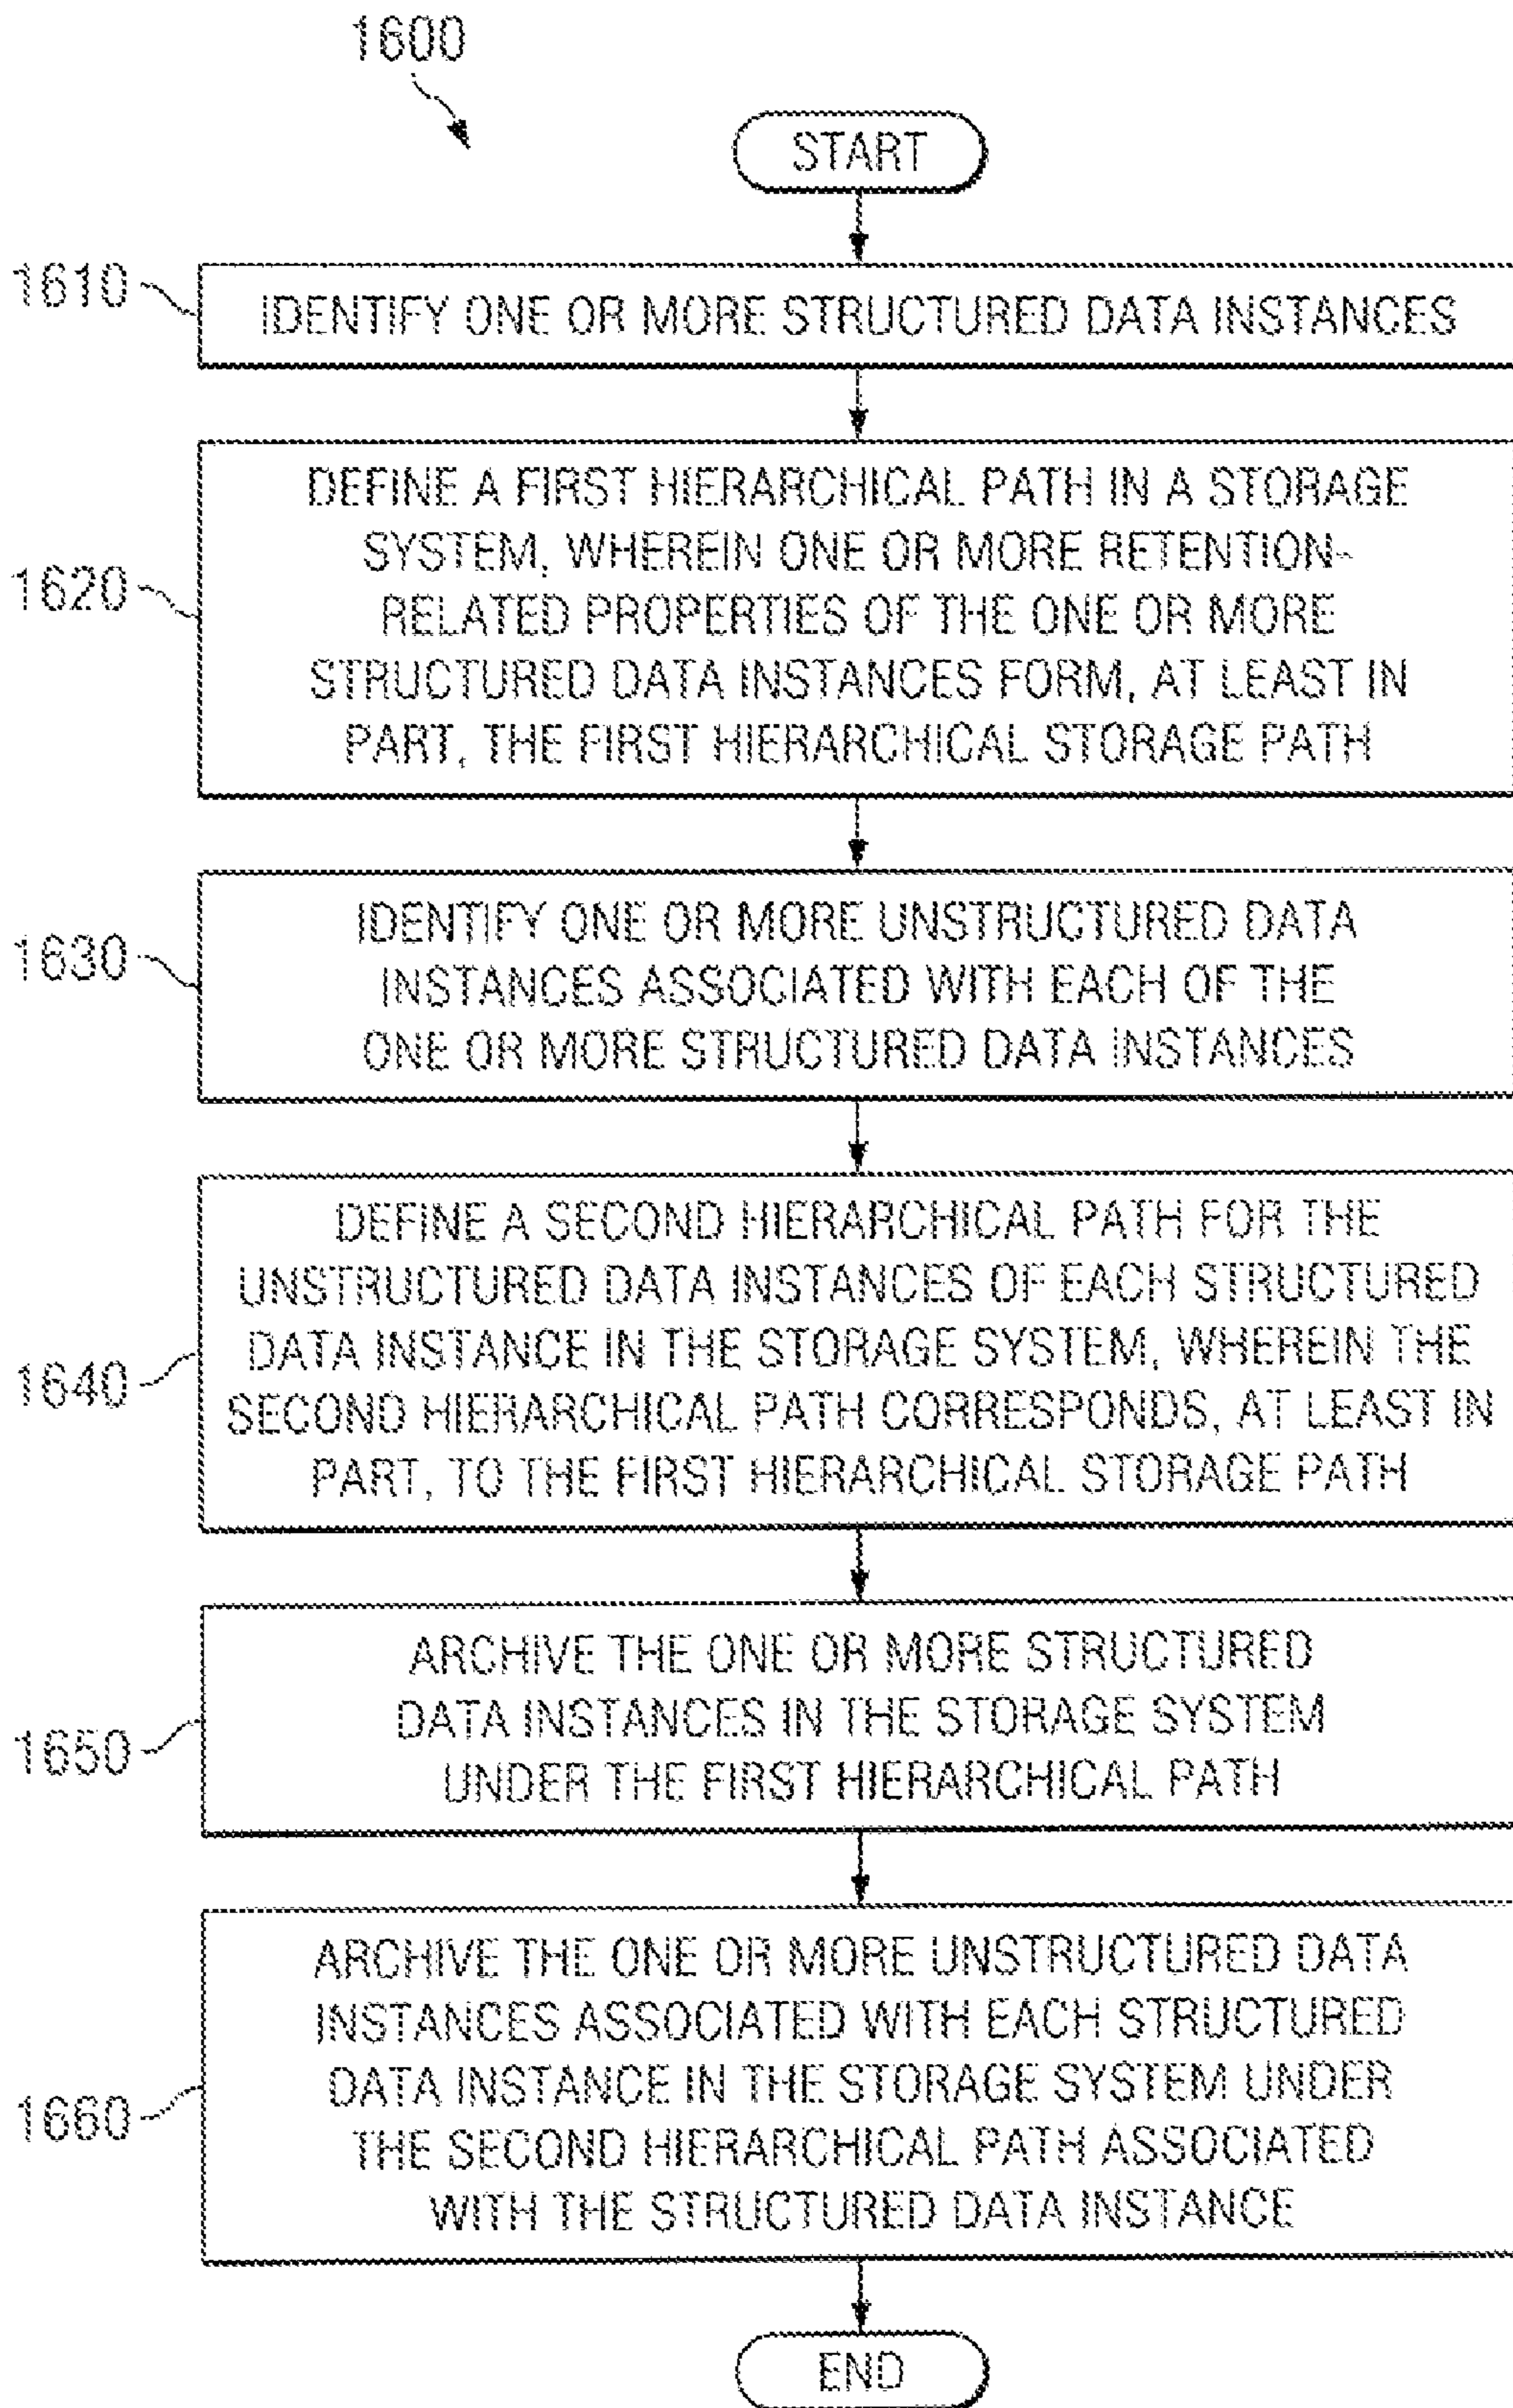 1600
START
1610
IDENTIFY ONE OR MORE STRUCTURED DATA INSTANCES
1620
DEFINE A FIRST HIERARCHICAL PATH IN A STORAGE
SYSTEM, WHEREIN ONE OR MORE RETENTION-
RELATED PROPERTIES OF THE ONE OR MORE
STRUCTURED DATA INSTANCES FORM, AT LEAST IN
PART, THE FIRST HIERARCHICAL STORAGE PATH
1630
IDENTIFY ONE OR MORE UNSTRUCTURED DATA
INSTANCES ASSOCIATED WITH EACH OF THE
ONE OR MORE STRUCTURED DATA INSTANCES
1640
DEFINE A SECOND HIERARCHICAL PATH FOR THE
UNSTRUCTURED DATA INSTANCES OF EACH STRUCTURED
DATA INSTANCE IN THE STORAGE SYSTEM, WHEREIN THE
SECOND HIERARCHICAL PATH CORRESPONDS, AT LEAST IN
PART, TO THE FIRST HIERARCHICAL STORAGE PATH
1650
ARCHIVE THE ONE OR MORE STRUCTURED
DATA INSTANCES IN THE STORAGE SYSTEM
UNDER THE FIRST HIERARCHICAL PATH
1660
ARCHIVE THE ONE OR MORE UNSTRUCTURED DATA
INSTANCES ASSOCIATED WITH EACH STRUCTURED
DATA INSTANCE IN THE STORAGE SYSTEM UNDER
THE SECOND HIERARCHICAL PATH ASSOCIATED
WITH THE STRUCTURED DATA INSTANCE
END